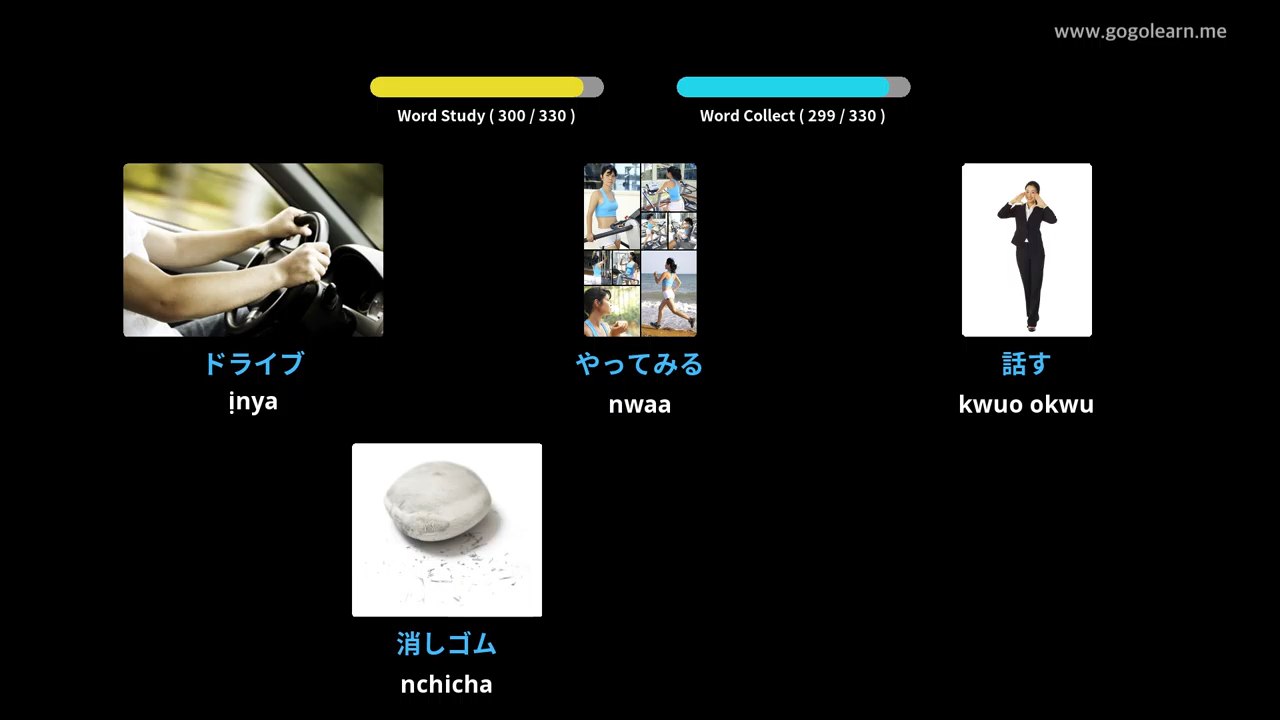 www.gogolearn.me
Word Study ( 300 / 330 )
Word Collect ( 299 / 330 )
ドライブ
ịnya
やってみる
nwaa
話す
kwuo okwu
消しゴム
nchicha